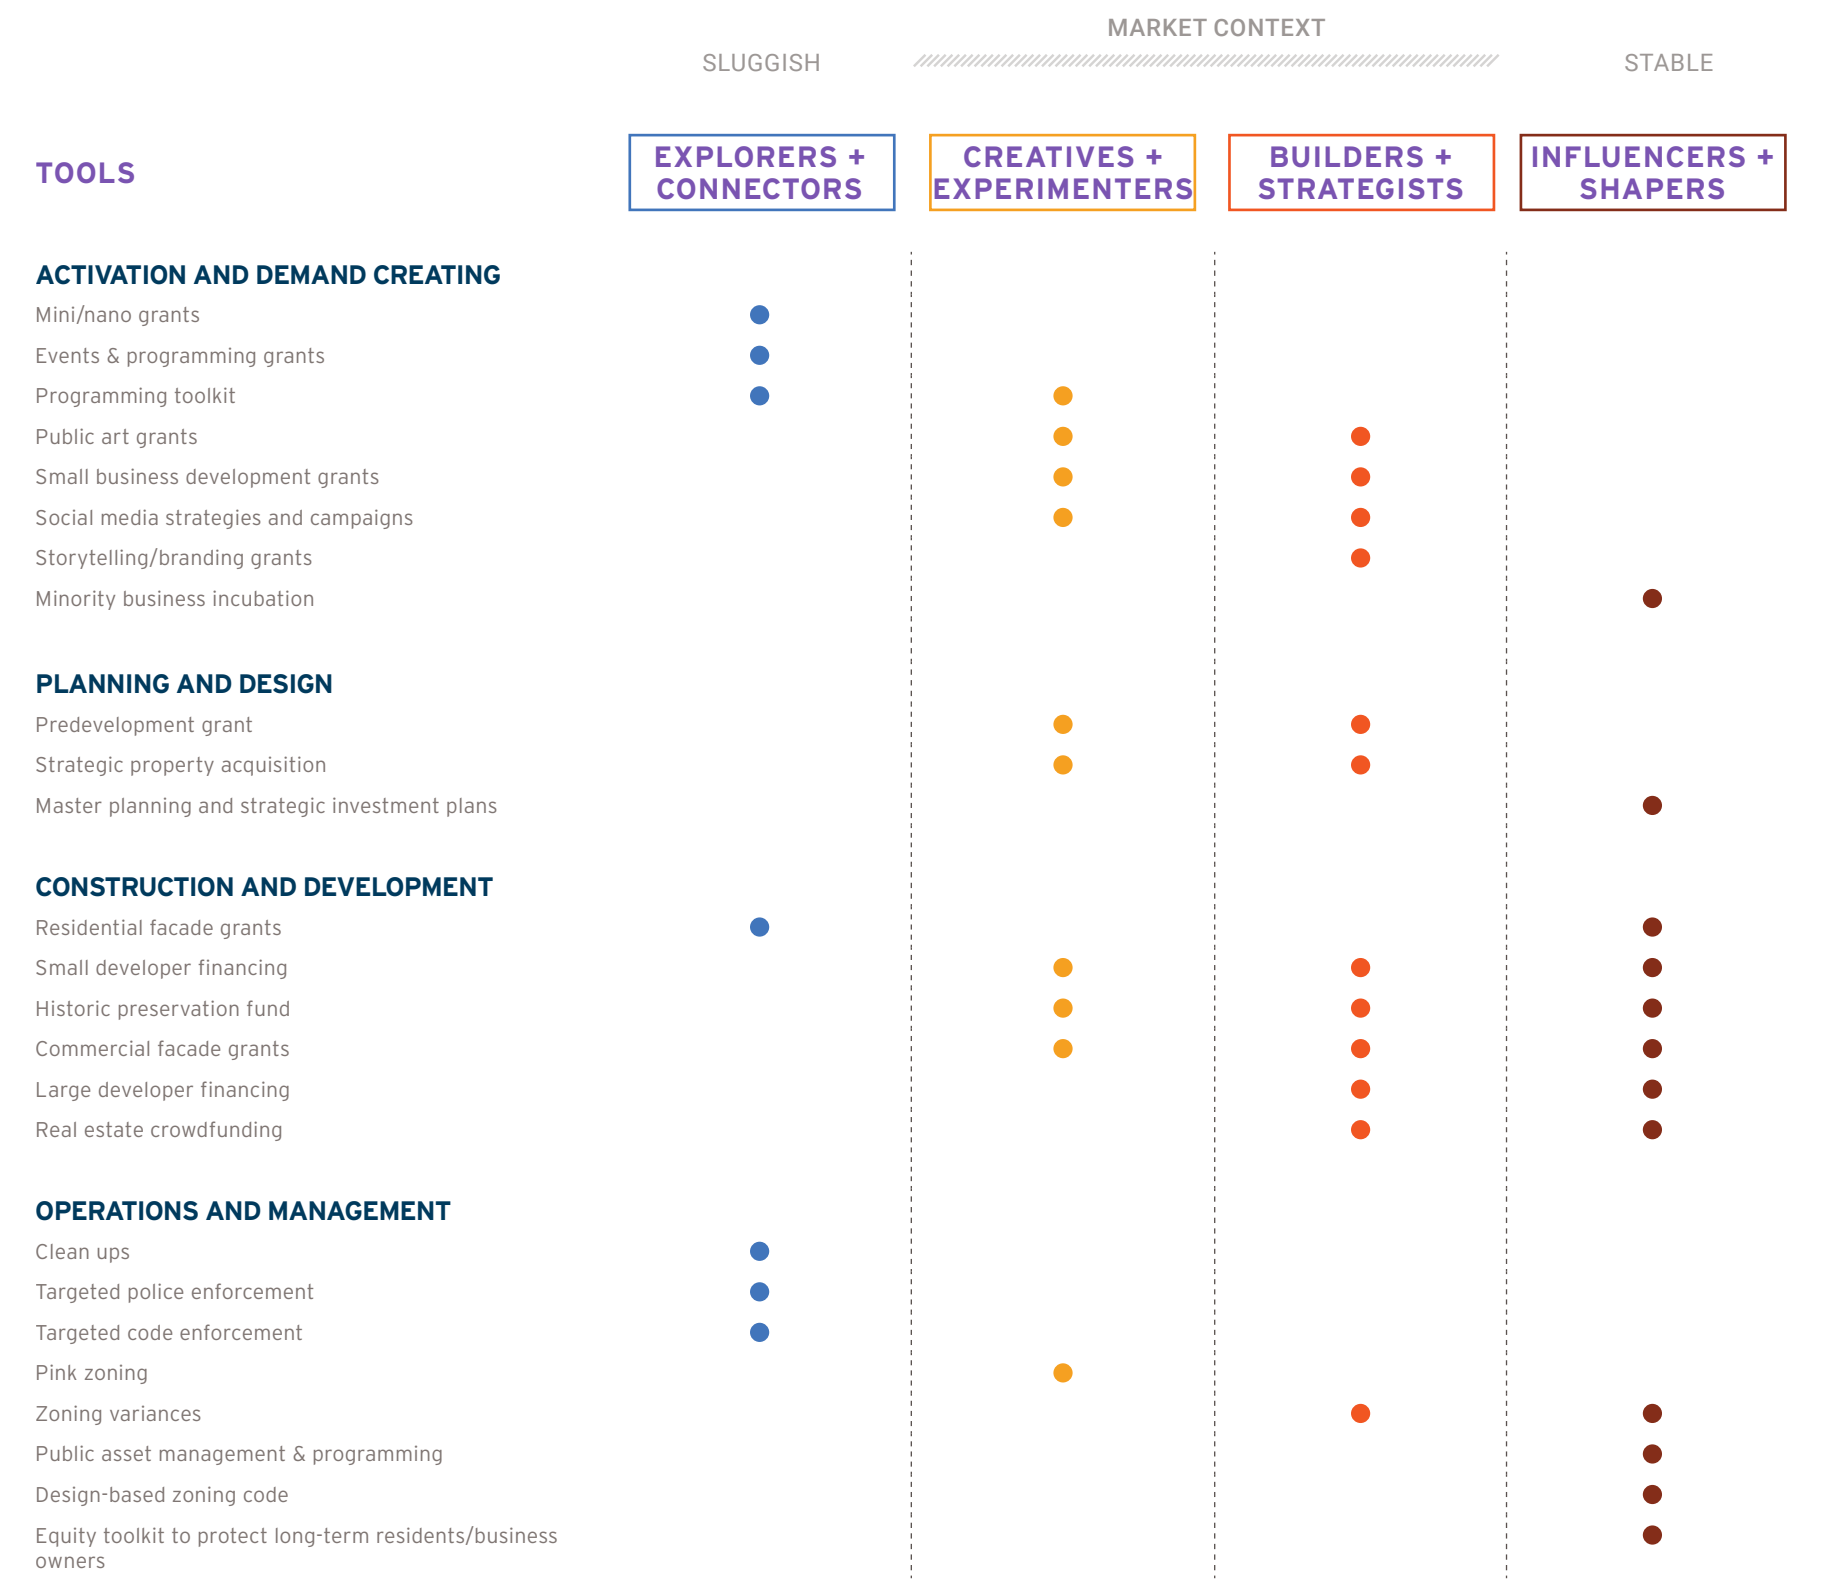 MARKET CONTEXT
SLUGGISH
STABLE
TOOLS
EXPLORERS +
CONNECTORS
CREATIVES +
EXPERIMENTERS
BUILDERS +
STRATEGISTS
INFLUENCERS +
SHAPERS
ACTIVATION AND DEMAND CREATING
Mini/nano grants
Events & programming grants
Programming toolkit
Public art grants
Small business development grants
Social media strategies and campaigns
Storytelling/branding grants
Minority business incubation
PLANNING AND DESIGN
Predevelopment grant
Strategic property acquisition
Master planning and strategic investment plans
CONSTRUCTION AND DEVELOPMENT
Residential facade grants
Small developer financing
Historic preservation fund
Commercial facade grants
Large developer financing
Real estate crowdfunding
OPERATIONS AND MANAGEMENT
Clean ups
Targeted police enforcement
Targeted code enforcement
Pink zoning
Zoning variances
Public asset management & programming
Design-based zoning code
Equity toolkit to protect long-term residents/business
owners